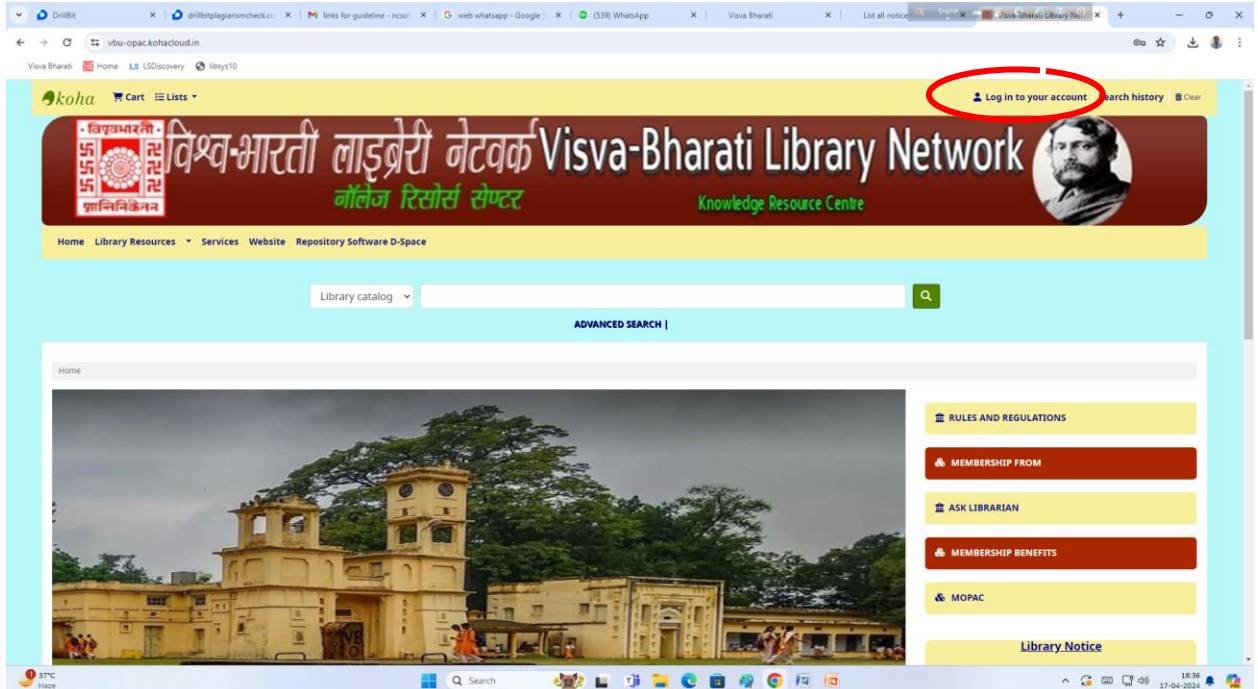 DrillBit
drillbitplagiarismcheck.co
links for guideline - ncsal
web whatsapp - Google S
(539) WhatsApp
Visva Bharati
List all notice
English
Visva-Bharati Library Net
vbu-opac.kohacloud.in
Visva Bharati Home LS LSDiscovery libsys10
koha Cart Lists Log in to your account Search history Clear
विश्व-भारती लाइब्रेरी नेटवर्क Visva-Bharati Library Network
नॉलेज रिसोर्स सेण्टर Knowledge Resource Centre
Home Library Resources Services Website Repository Software D-Space
Library catalog
ADVANCED SEARCH |
Home
RULES AND REGULATIONS
MEMBERSHIP FROM
ASK LIBRARIAN
MEMBERSHIP BENEFITS
MOPAC
Library Notice
1 37°C
Haze
Search
18:36
17-04-2024